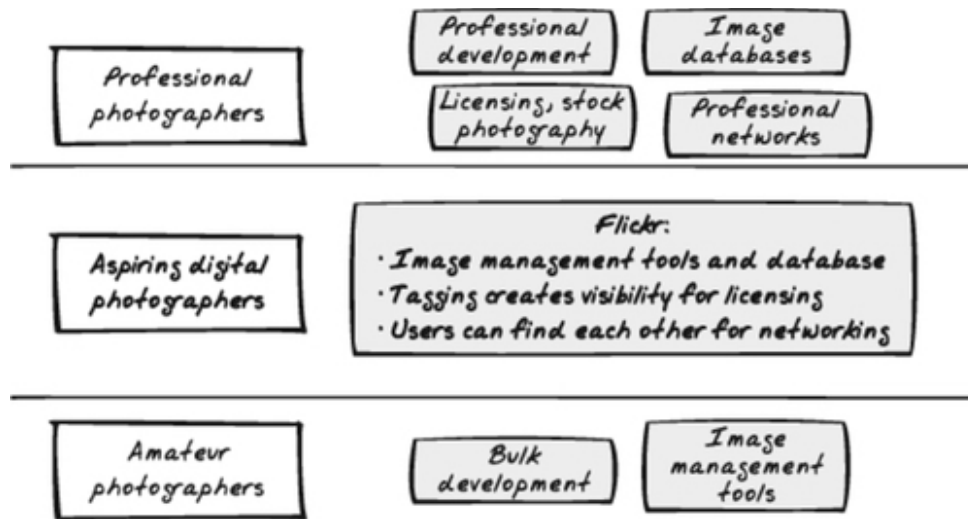 Professional
photographers
Professional
development
Image
databases
Licensing, stock
photography
Professional
networks
Aspiring digital
photographers
Flickr:
· Image management tools and database
· Tagging creates visibility for licensing
· Users can find each other for networking
Amateur
photographers
Bulk
development
Image
management
tools